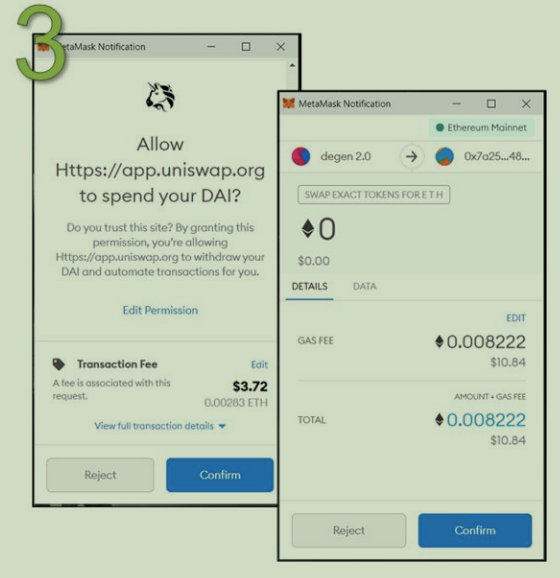 3
MetaMask Notification
Allow
Https://app.uniswap.org
to spend your DAI?
Do you trust this site? By granting this
permission, you're allowing
Https://app.uniswap.org to withdraw your
DAI and automate transactions for you.
Edit Permission
Transaction Fee
Edit
A fee is associated with this
request.
$3.72
0.00283 ETH
View full transaction details
Reject
Confirm
MetaMask Notification
Ethereum Mainnet
degen 2.0
0x7a25...48...
SWAP EXACT TOKENS FOR E T H
0
$0.00
DETAILS
DATA
EDIT
GAS FEE
0.008222
$10.84
AMOUNT + GAS FEE
TOTAL
0.008222
$10.84
Reject
Confirm